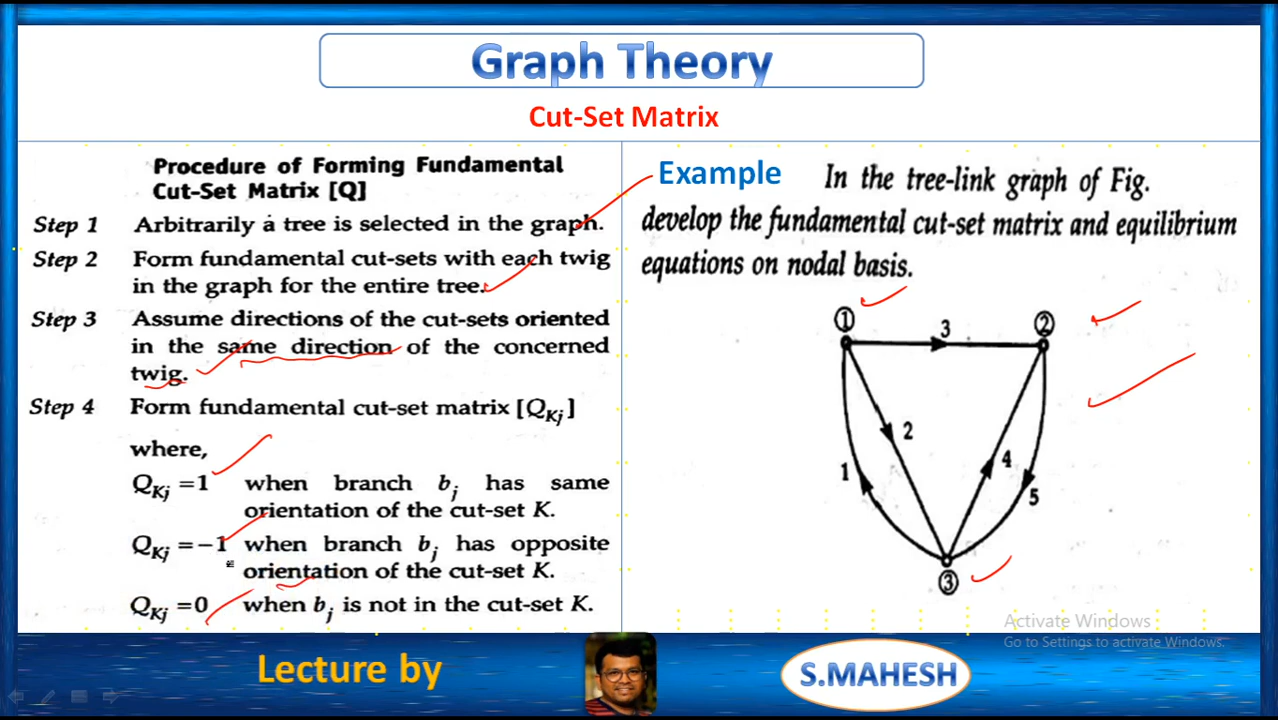 Graph Theory
Cut-Set Matrix
Procedure of Forming Fundamental
Cut-Set Matrix [Q]
Step 1 Arbitrarily a tree is selected in the graph.
Step 2 Form fundamental cut-sets with each twig
in the graph for the entire tree.
Step 3 Assume directions of the cut-sets oriented
in the same direction of the concerned
twig.
Step 4 Form fundamental cut-set matrix [QKj]
where,
QKj =1 when branch bj has same
orientation of the cut-set K.
QKj =-1 when branch bj has opposite
orientation of the cut-set K.
QKj =0 when bj is not in the cut-set K.
Example In the tree-link graph of Fig.
develop the fundamental cut-set matrix and equilibrium
equations on nodal basis.
① 3 ②
2
4
1
5
③
Activate Windows
Go to Settings to activate Windows.
Lecture by
S.MAHESH